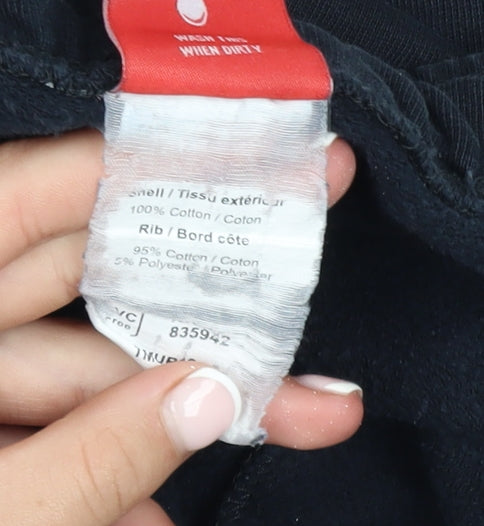 WASH THIS
WHEN DIRTY
Shell / Tissu extérieur
100% Cotton / Coton
Rib / Bord côte
95% Cotton / Coton
5% Polyester / Polyester
Free
835942